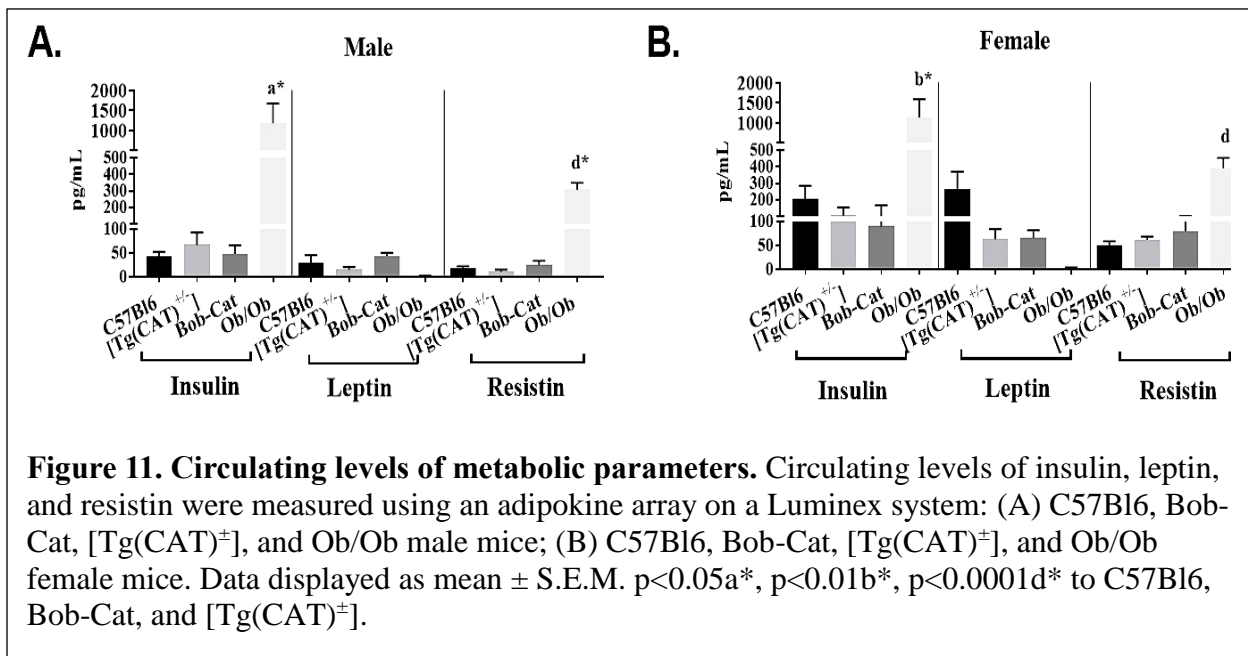 A.
Male
a*
d*
2000
1500
1000
500
400
300
200
100
50
0
pg/mL
C57Bl6
[Tg(CAT)+/-]
Bob-Cat
Ob/Ob
C57Bl6
[Tg(CAT)+/-]
Bob-Cat
Ob/Ob
C57Bl6
[Tg(CAT)+/-]
Bob-Cat
Ob/Ob
Insulin
Leptin
Resistin
B.
Female
b*
d
2000
1500
1000
500
400
300
200
100
50
0
pg/mL
C57Bl6
[Tg(CAT)+/-]
Bob-Cat
Ob/Ob
C57Bl6
[Tg(CAT)+/-]
Bob-Cat
Ob/Ob
C57Bl6
[Tg(CAT)+/-]
Bob-Cat
Ob/Ob
Insulin
Leptin
Resistin
Figure 11. Circulating levels of metabolic parameters. Circulating levels of insulin, leptin,
and resistin were measured using an adipokine array on a Luminex system: (A) C57Bl6, Bob-
Cat, [Tg(CAT)±], and Ob/Ob male mice; (B) C57Bl6, Bob-Cat, [Tg(CAT)±], and Ob/Ob
female mice. Data displayed as mean ± S.E.M. p<0.05a*, p<0.01b*, p<0.0001d* to C57Bl6,
Bob-Cat, and [Tg(CAT)±].